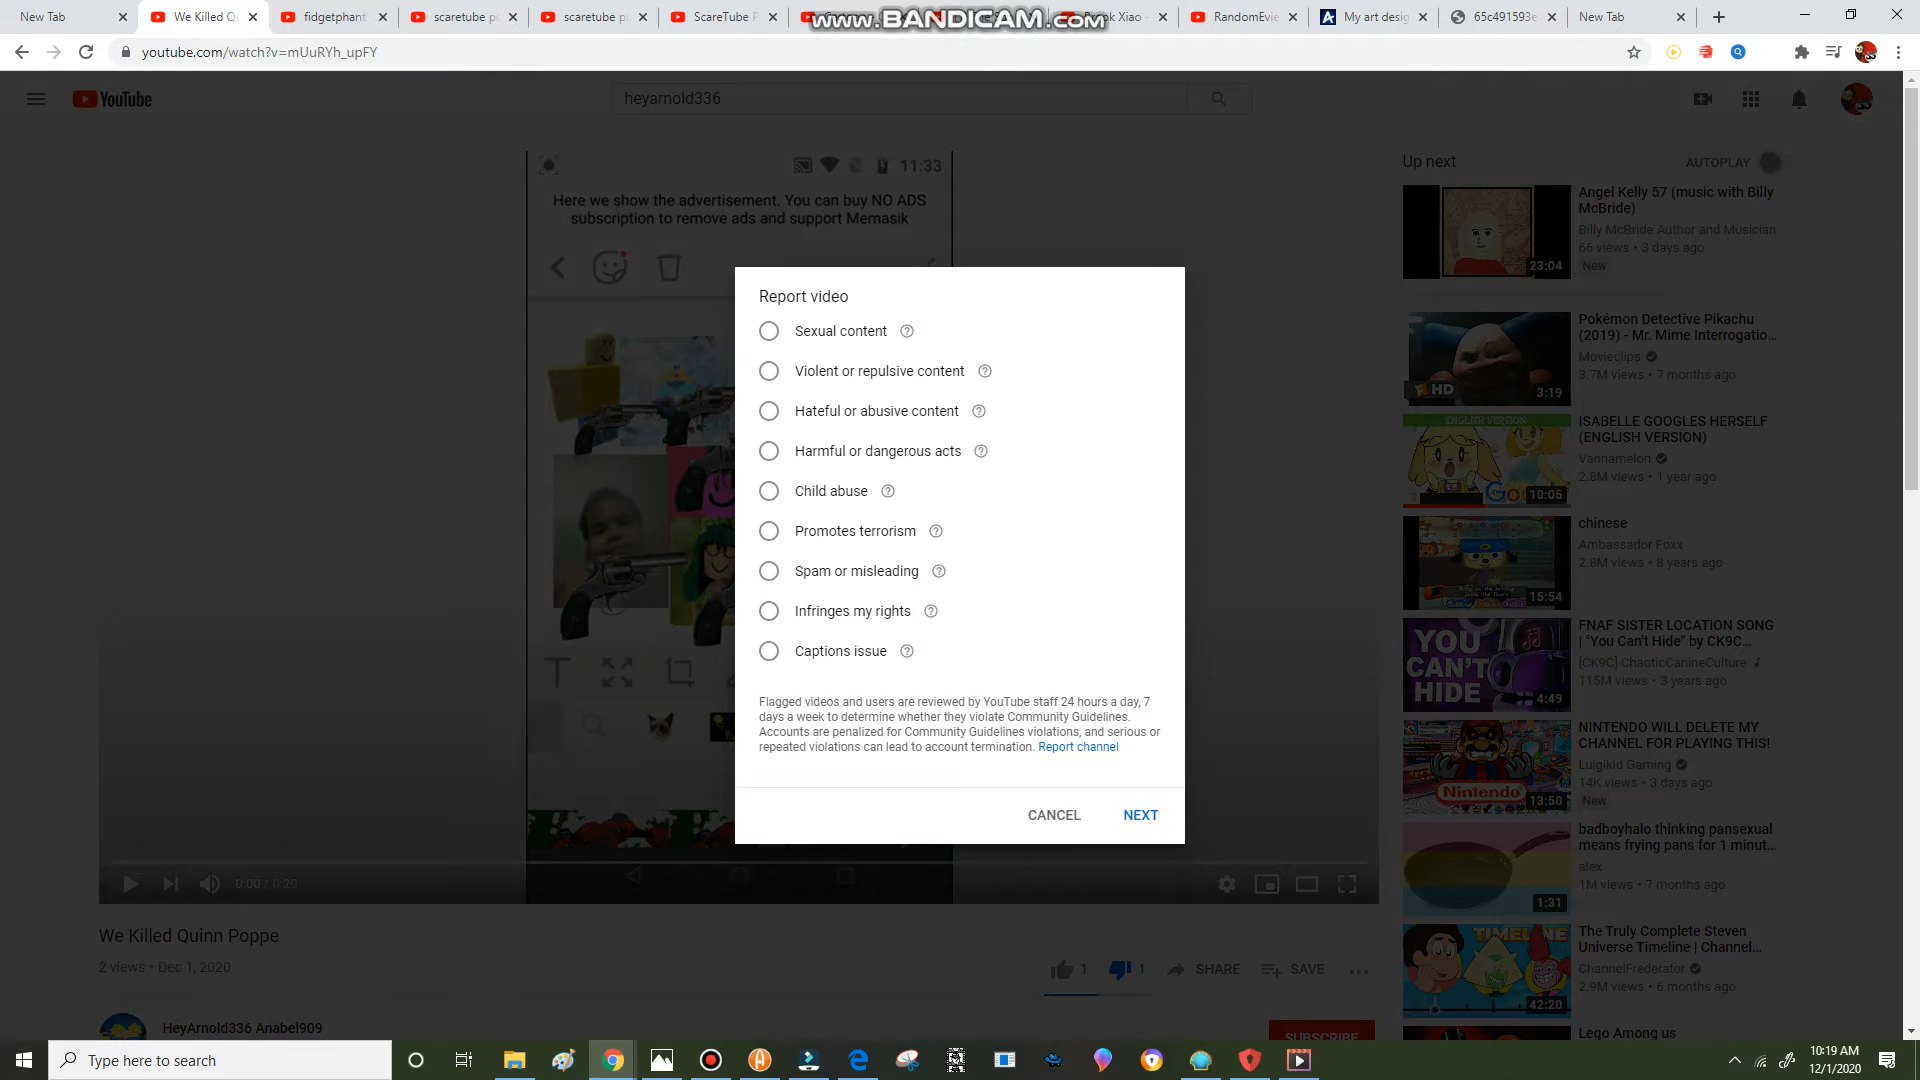 New Tab
We Killed Qu
fidgetphant
scaretube po
scaretube po
ScareTube P
www.BANDICAM.com
k Xiao -
RandomEvie
My art desig
65c491593e
New Tab
youtube.com/watch?v=mUuRYh_upFY
YouTube
heyarnold336
11:33
Here we show the advertisement. You can buy NO ADS
subscription to remove ads and support Memasik
Report video
Sexual content
Violent or repulsive content
Hateful or abusive content
Harmful or dangerous acts
Child abuse
Promotes terrorism
Spam or misleading
Infringes my rights
Captions issue
Flagged videos and users are reviewed by YouTube staff 24 hours a day, 7
days a week to determine whether they violate Community Guidelines.
Accounts are penalized for Community Guidelines violations, and serious or
repeated violations can lead to account termination. Report channel
CANCEL
NEXT
0:00 / 0:20
We Killed Quinn Poppe
2 views • Dec 1, 2020
1
1
SHARE
SAVE
HeyArnold336 Anabel909
SUBSCRIBE
Up next
AUTOPLAY
23:04
Angel Kelly 57 (music with Billy
McBride)
Billy McBride Author and Musician
66 views • 3 days ago
New
HD
3:19
Pokémon Detective Pikachu
(2019) - Mr. Mime Interrogatio...
Movieclips
3.7M views • 7 months ago
ENGLISH VERSION
10:05
ISABELLE GOOGLES HERSELF
(ENGLISH VERSION)
Vannamelon
2.8M views • 1 year ago
15:54
chinese
Ambassador Foxx
2.8M views • 8 years ago
YOU
CAN'T
HIDE
4:49
FNAF SISTER LOCATION SONG
| "You Can't Hide" by CK9C...
[CK9C] ChaoticCanineCulture
115M views • 3 years ago
Nintendo
13:50
NINTENDO WILL DELETE MY
CHANNEL FOR PLAYING THIS!
Luigikid Gaming
14K views • 3 days ago
New
1:31
badboyhalo thinking pansexual
means frying pans for 1 minut...
alex
1M views • 7 months ago
TIMELINE
42:20
The Truly Complete Steven
Universe Timeline | Channel...
ChannelFrederator
2.9M views • 6 months ago
Lego Among us
Type here to search
10:19 AM
12/1/2020